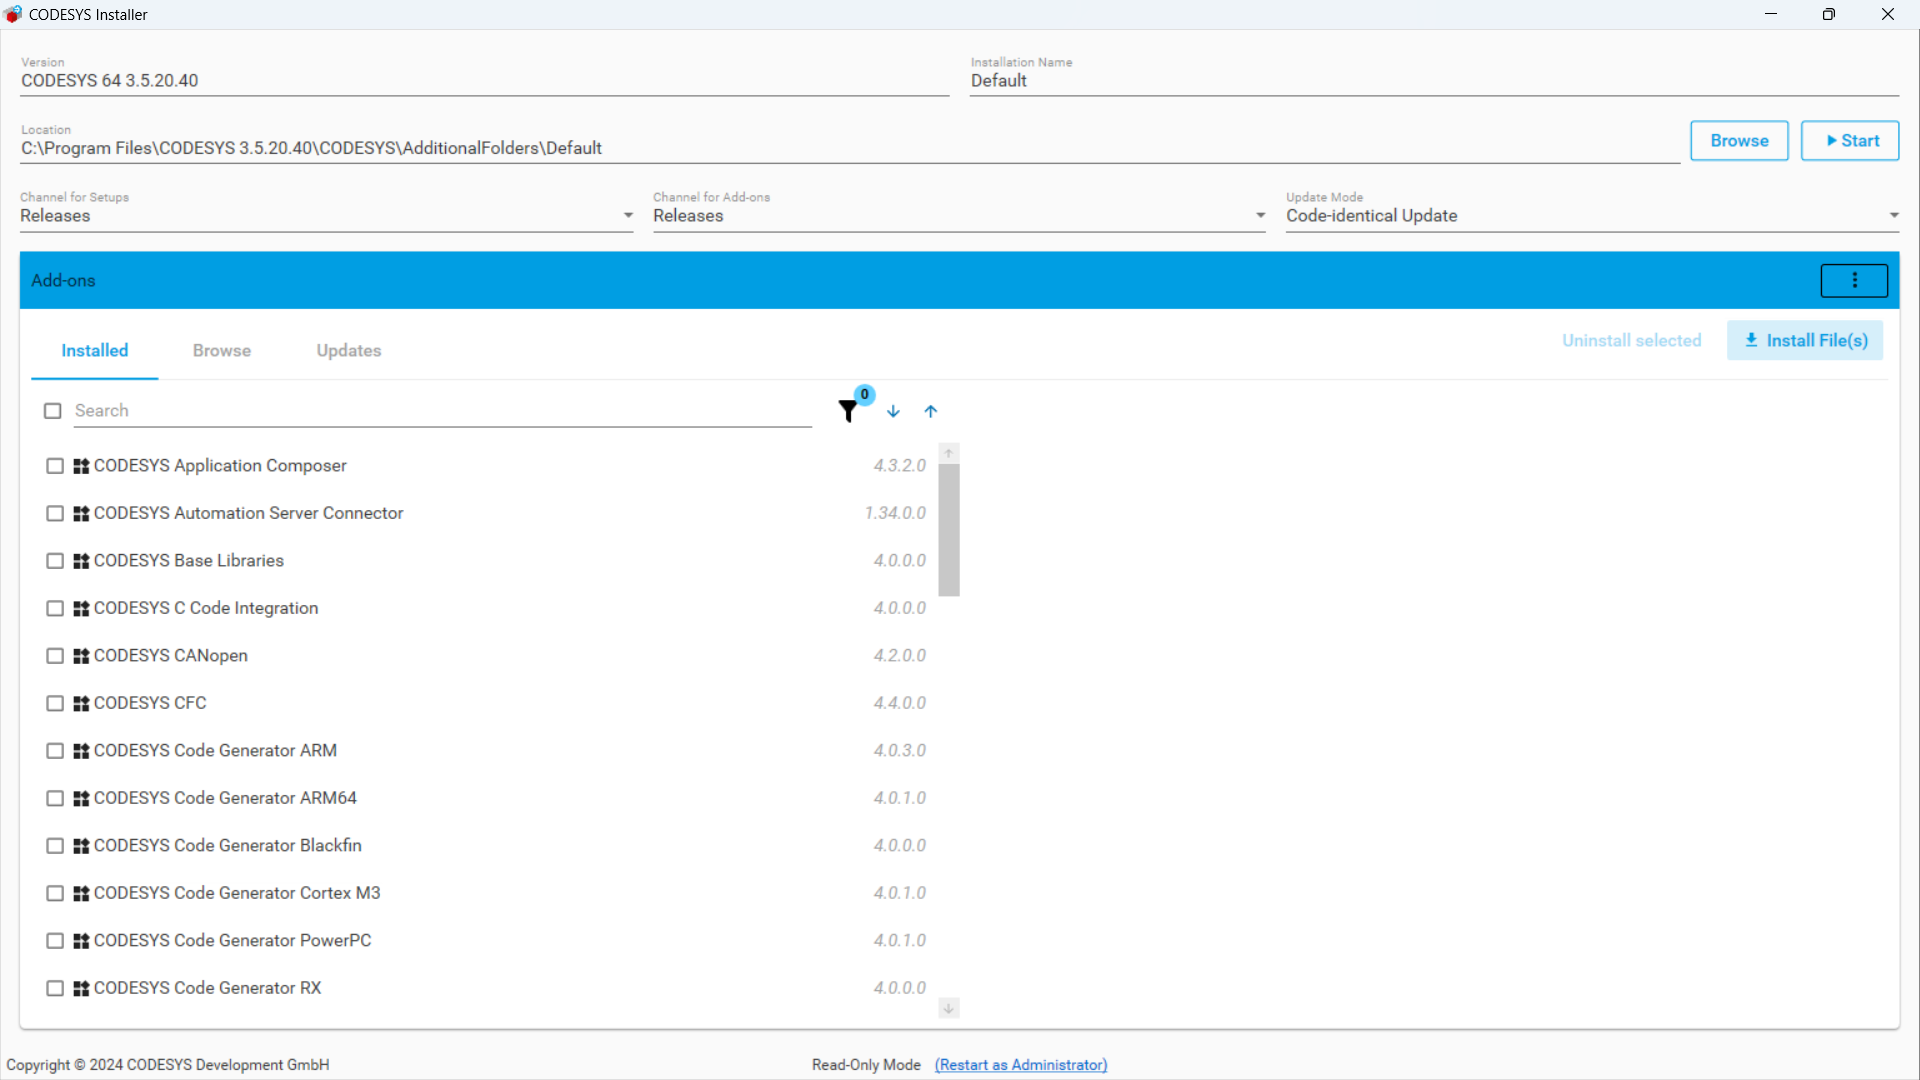 CODESYS Installer
Version
CODESYS 64 3.5.20.40
Installation Name
Default
Location
C:\Program Files\CODESYS 3.5.20.40\CODESYS\AdditionalFolders\Default
Browse
Start
Channel for Setups
Releases
Channel for Add-ons
Releases
Update Mode
Code-identical Update
Add-ons
Installed
Browse
Updates
Uninstall selected
Install File(s)
Search
0
CODESYS Application Composer 4.3.2.0
CODESYS Automation Server Connector 1.34.0.0
CODESYS Base Libraries 4.0.0.0
CODESYS C Code Integration 4.0.0.0
CODESYS CANopen 4.2.0.0
CODESYS CFC 4.4.0.0
CODESYS Code Generator ARM 4.0.3.0
CODESYS Code Generator ARM64 4.0.1.0
CODESYS Code Generator Blackfin 4.0.0.0
CODESYS Code Generator Cortex M3 4.0.1.0
CODESYS Code Generator PowerPC 4.0.1.0
CODESYS Code Generator RX 4.0.0.0
Copyright © 2024 CODESYS Development GmbH
Read-Only Mode (Restart as Administrator)